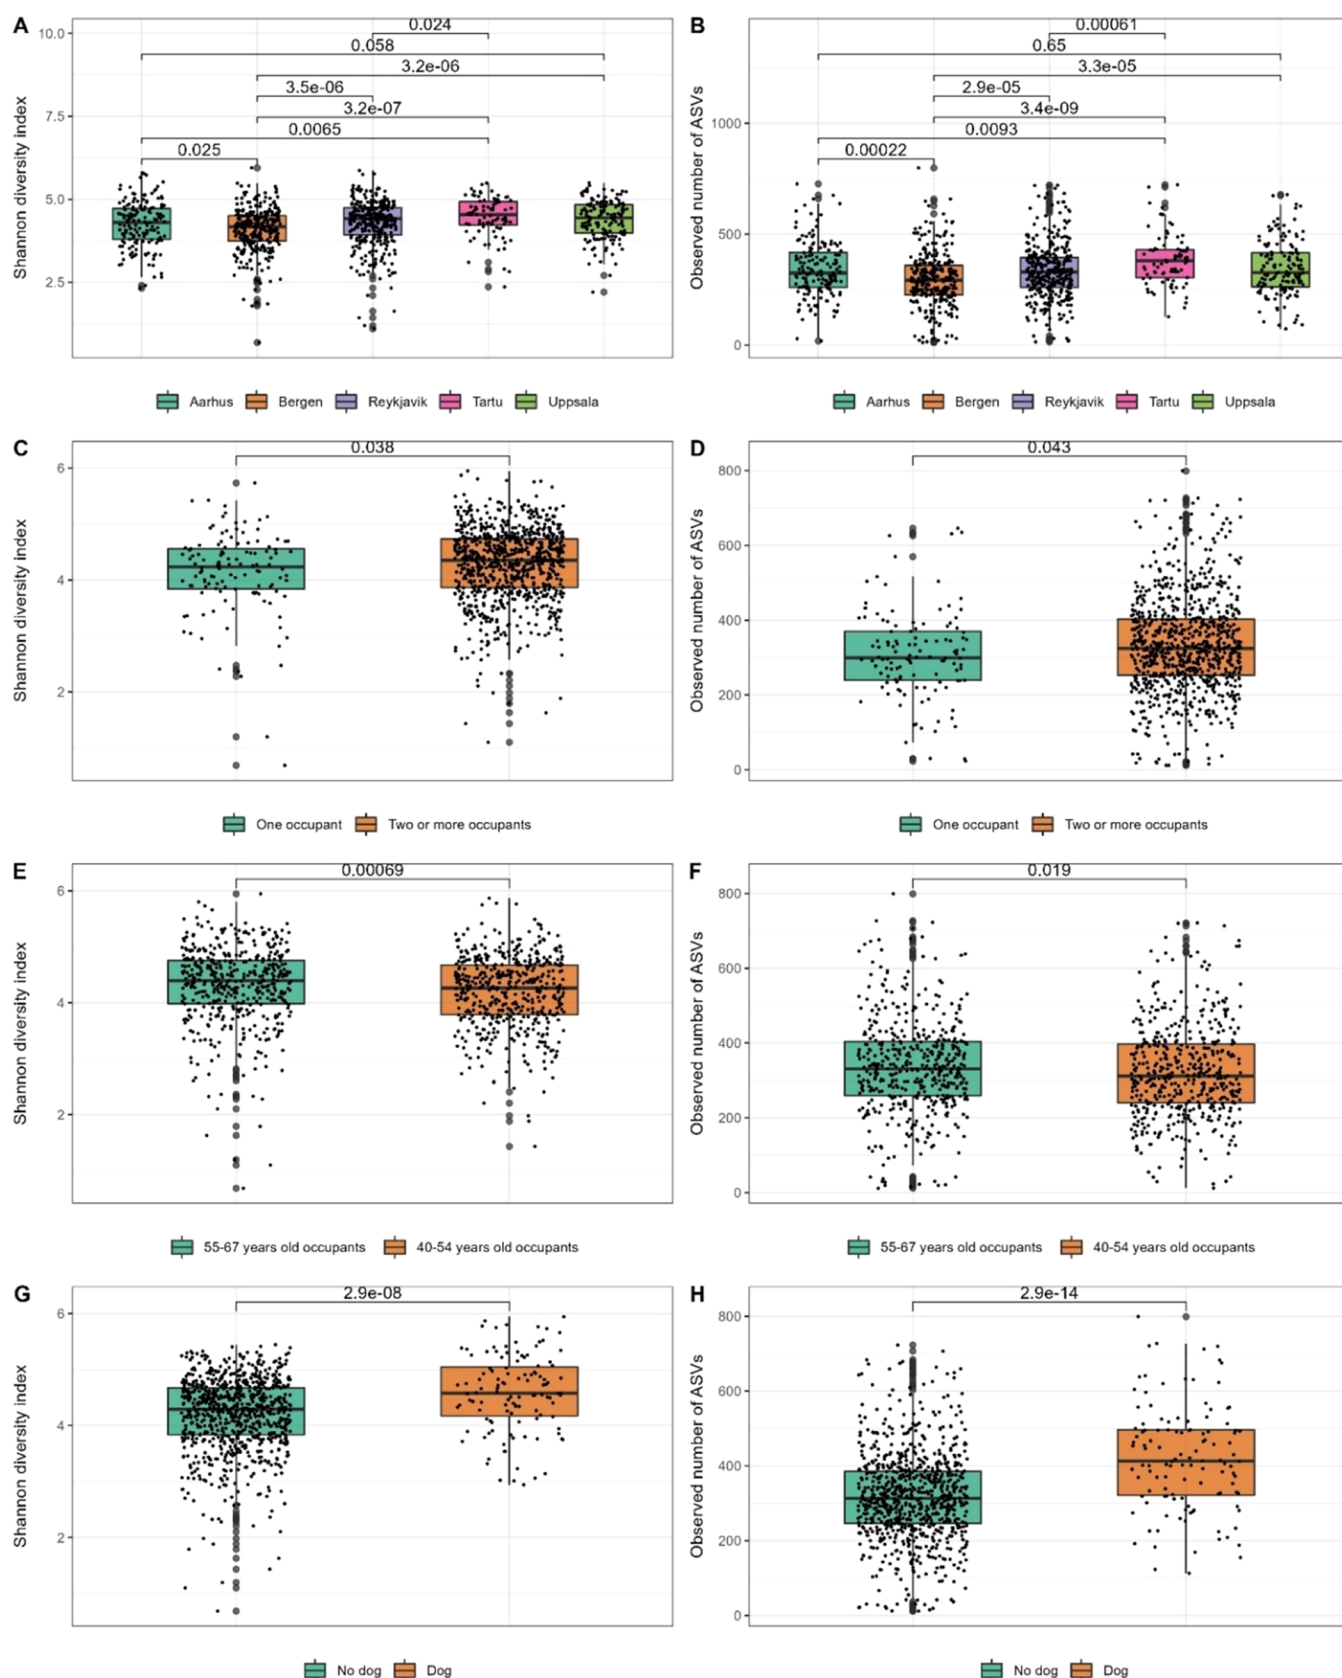 A
B
Shannon diversity index
Observed number of ASVs
10.0
7.5
5.0
2.5
0.024
0.058
3.2e-06
3.5e-06
3.2e-07
0.0065
0.025
1000
500
0
0.00061
0.65
3.3e-05
2.9e-05
3.4e-09
0.0093
0.00022
Aarhus Bergen Reykjavik Tartu Uppsala
Aarhus Bergen Reykjavik Tartu Uppsala
C
D
Shannon diversity index
Observed number of ASVs
6
4
2
0.038
800
600
400
200
0
0.043
One occupant Two or more occupants
One occupant Two or more occupants
E
F
Shannon diversity index
Observed number of ASVs
6
4
2
0.00069
800
600
400
200
0
0.019
55-67 years old occupants 40-54 years old occupants
55-67 years old occupants 40-54 years old occupants
G
H
Shannon diversity index
Observed number of ASVs
6
4
2
2.9e-08
800
600
400
200
0
2.9e-14
No dog Dog
No dog Dog